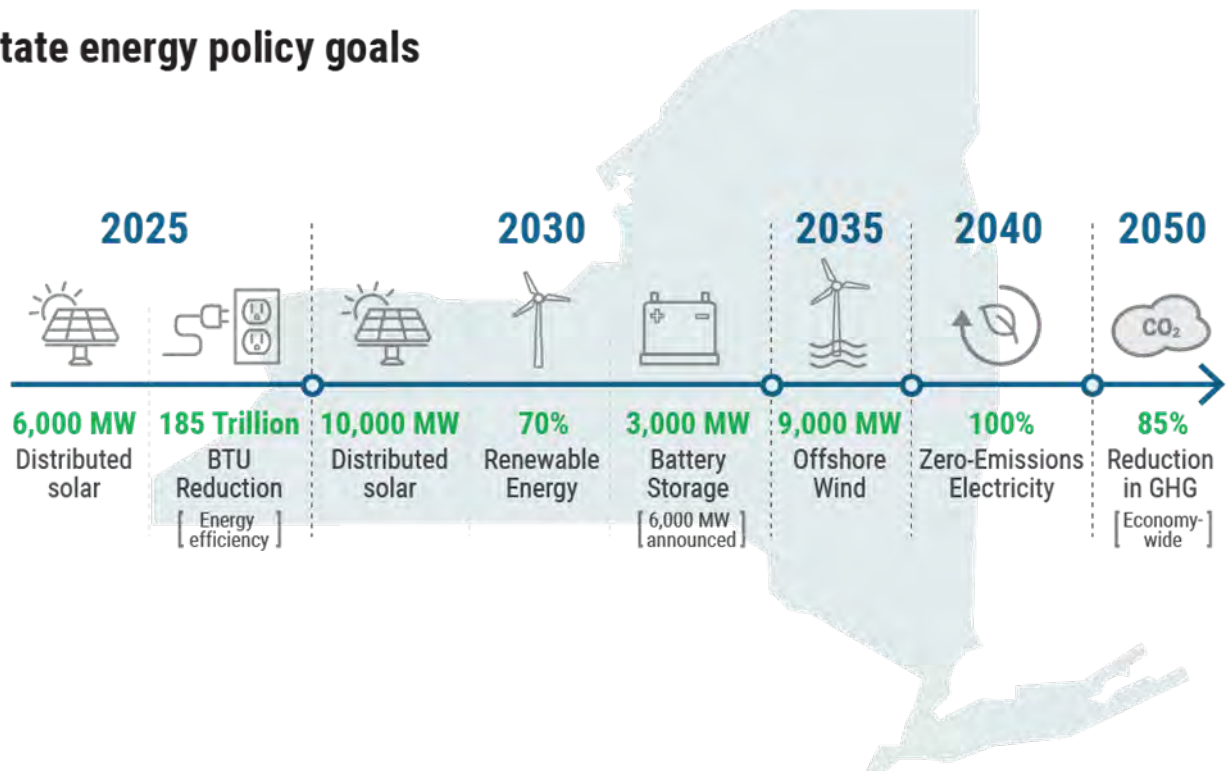 tate energy policy goals
2025
2030
2035
2040
2050
CO₂
6,000 MW
Distributed
solar
185 Trillion
BTU
Reduction
[Energy
efficiency]
10,000 MW
Distributed
solar
70%
Renewable
Energy
3,000 MW
Battery
Storage
[6,000 MW
announced]
9,000 MW
Offshore
Wind
100%
Zero-Emissions
Electricity
85%
Reduction
in GHG
[Economy-
wide]